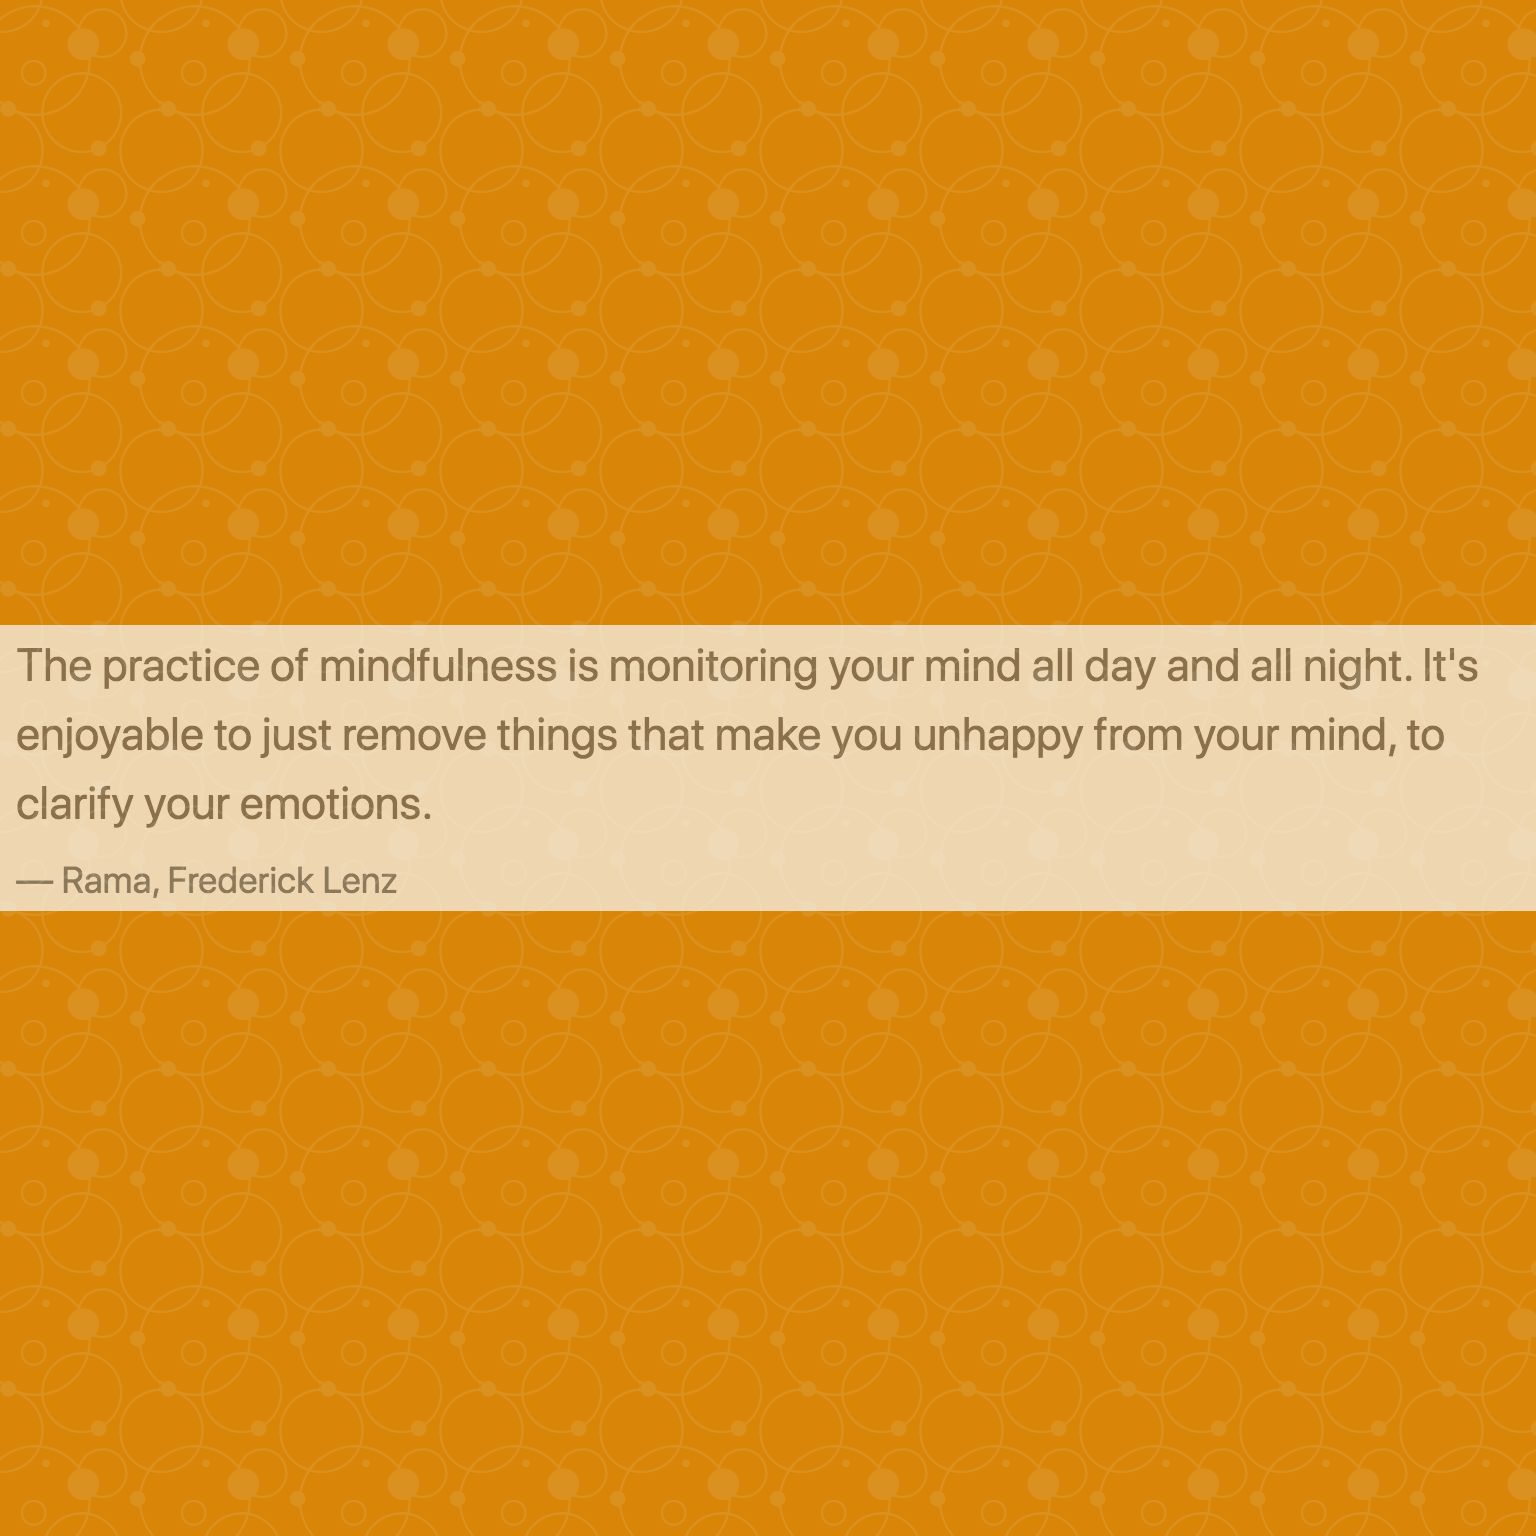 The practice of mindfulness is monitoring your mind all day and all night. It's
enjoyable to just remove things that make you unhappy from your mind, to
clarify your emotions.
— Rama, Frederick Lenz